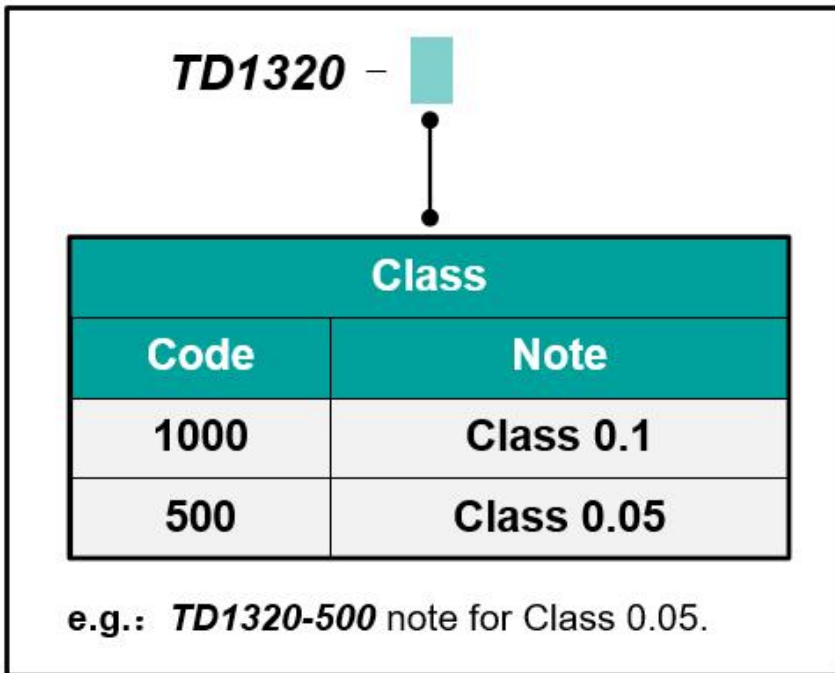 TD1320 –
Class
Code Note
1000 Class 0.1
500 Class 0.05
e.g.: TD1320-500 note for Class 0.05.